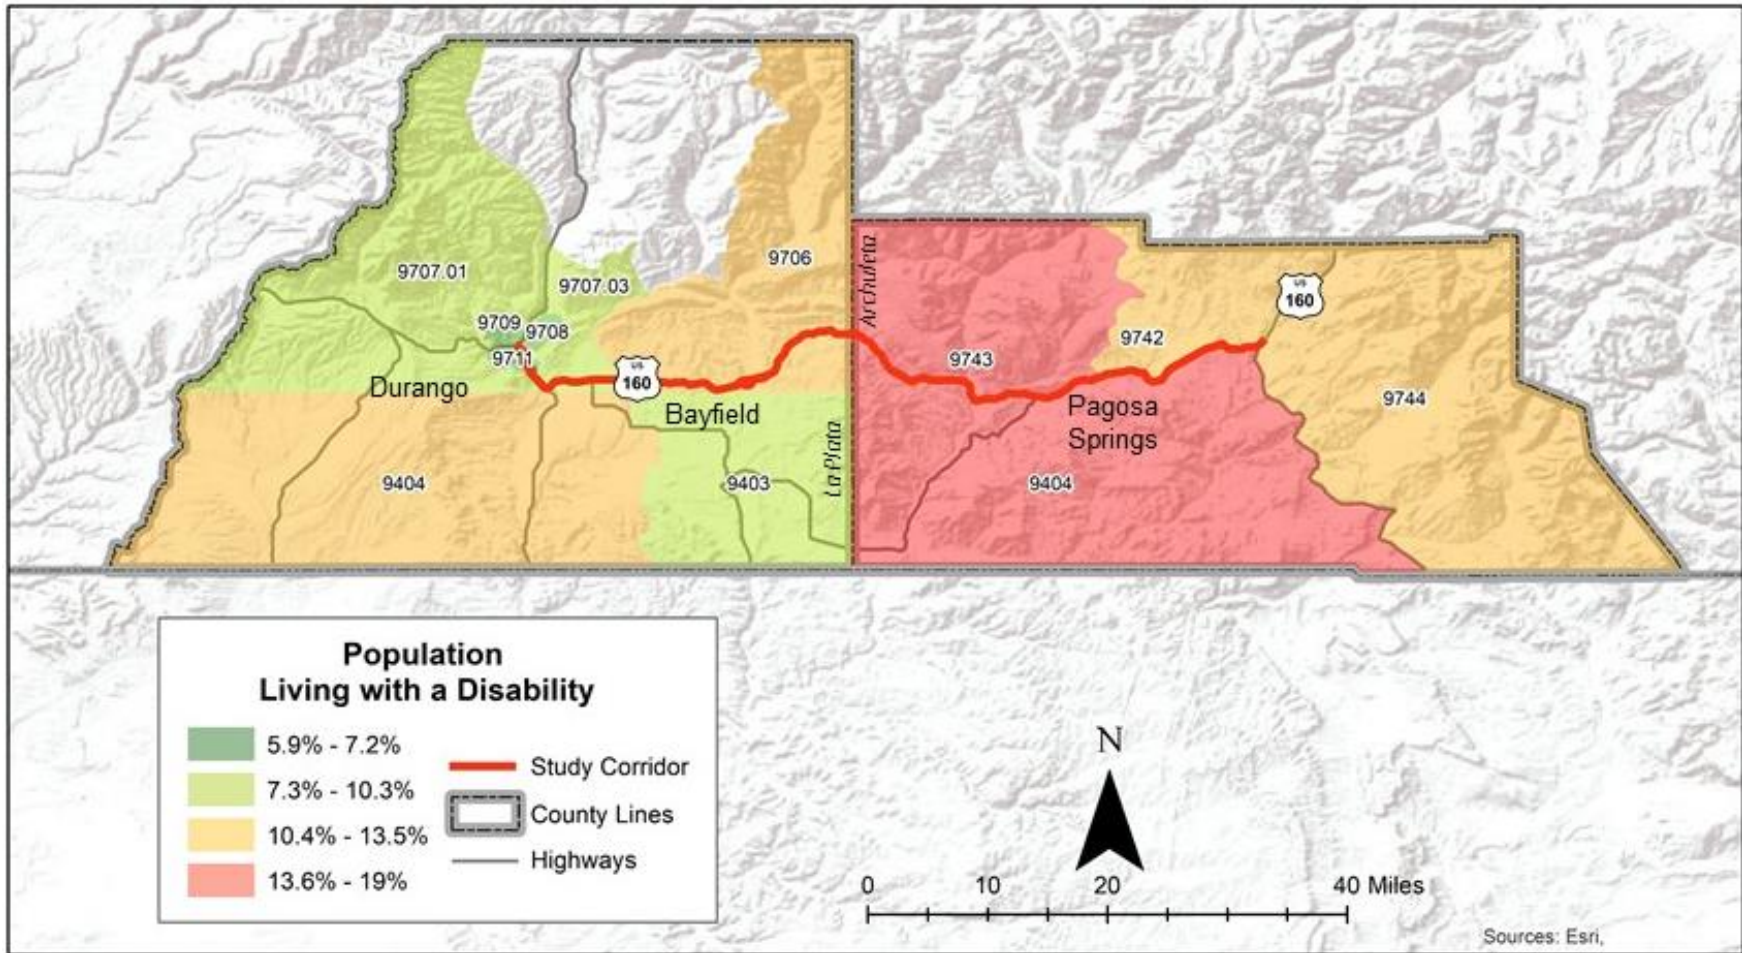 9706
9707.01
9707.03
Archuleta
US
160
9709
9708
9742
9711
9743
US
160
Durango
Bayfield
Pagosa
Springs
9744
La Plata
9404
9403
9404
Population
Living with a Disability
5.9% - 7.2%
7.3% - 10.3%
10.4% - 13.5%
13.6% - 19%
Study Corridor
County Lines
Highways
N
0
10
20
40 Miles
Sources: Esri,